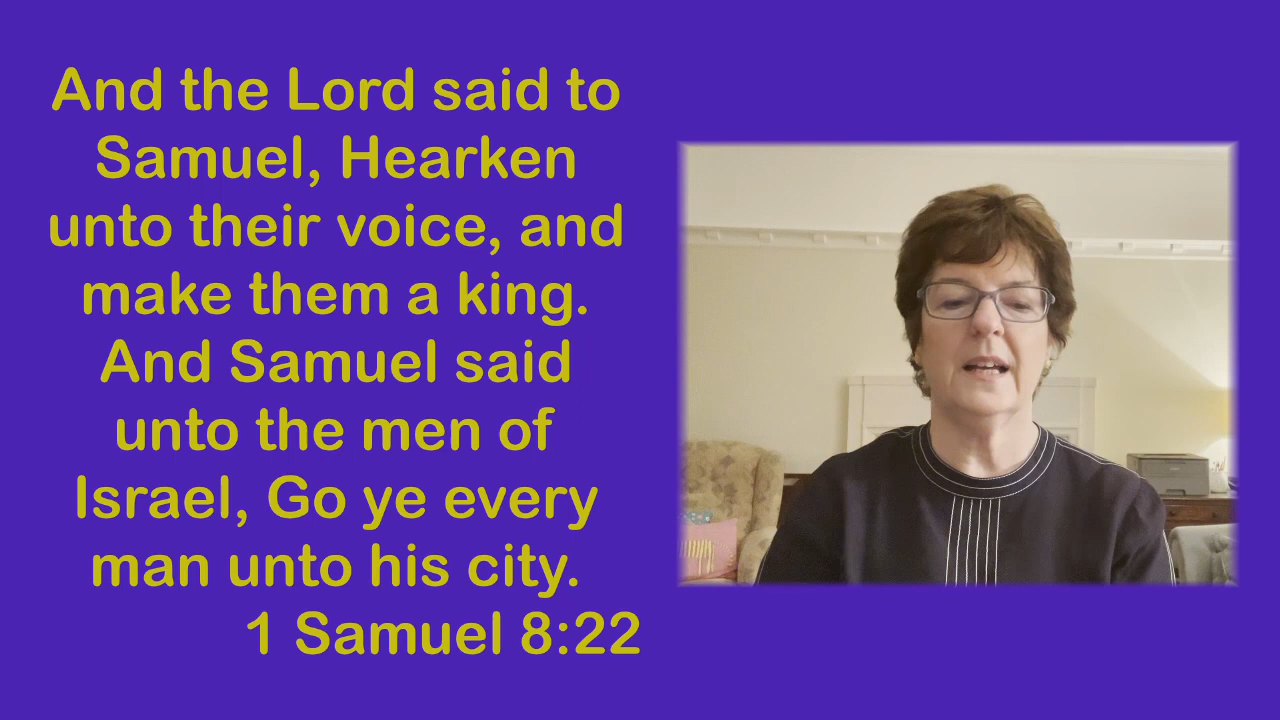 And the Lord said to
Samuel, Hearken
unto their voice, and
make them a king.
And Samuel said
unto the men of
Israel, Go ye every
man unto his city.
1 Samuel 8:22